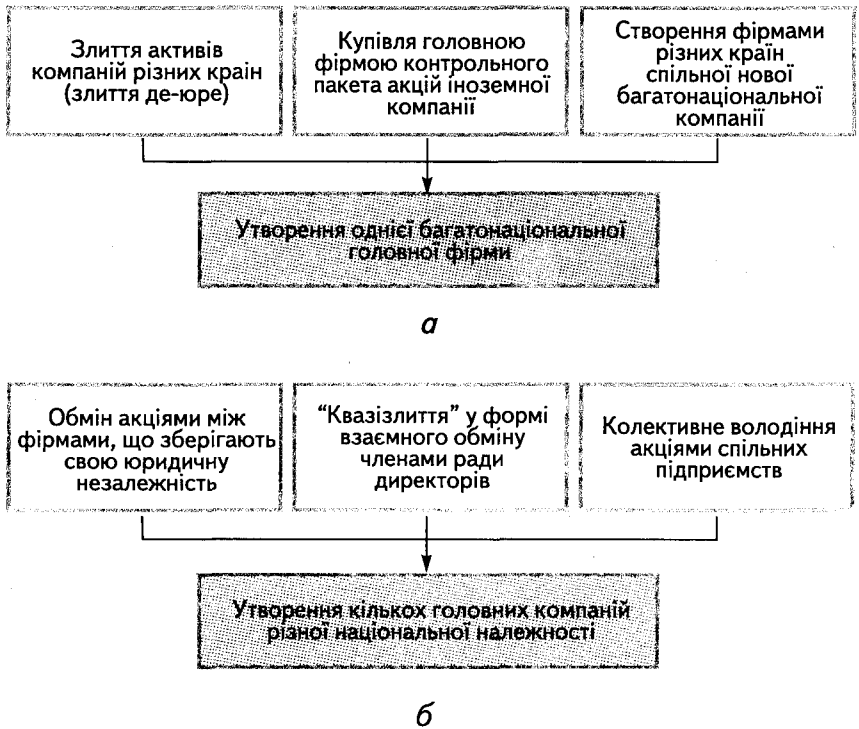 Злиття активів
компаній різних країн
(злиття де-юре)
Купівля головною
фірмою контрольного
пакета акцій іноземної
компанії
Створення фірмами
різних країн
спільної нової
багатонаціональної
компанії
Утворення однієї багатонаціональної
головної фірми
а
Обмін акціями між
фірмами, що зберігають
свою юридичну
незалежність
“Квазізлиття” у формі
взаємного обміну
членами ради
директорів
Колективне володіння
акціями спільних
підприємств
Утворення кількох головних компаній
різної національної належності
б